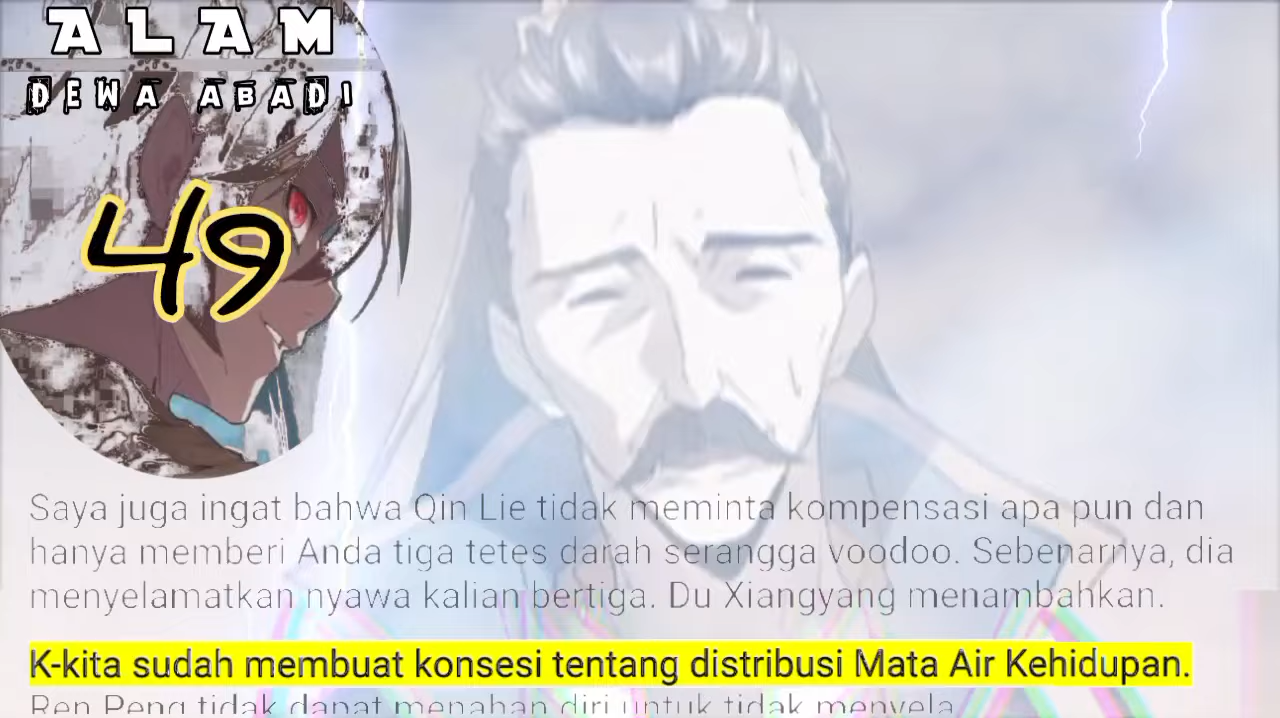 ALAM
DEWA ABADI
49
Saya juga ingat bahwa Qin Lie tidak meminta kompensasi apa pun dan
hanya memberi Anda tiga tetes darah serangga voodoo. Sebenarnya, dia
menyelamatkan nyawa kalian bertiga. Du Xiangyang menambahkan.
K-kita sudah membuat konsesi tentang distribusi Mata Air Kehidupan.
Ren Peng tidak dapat menahan diri untuk tidak menyela